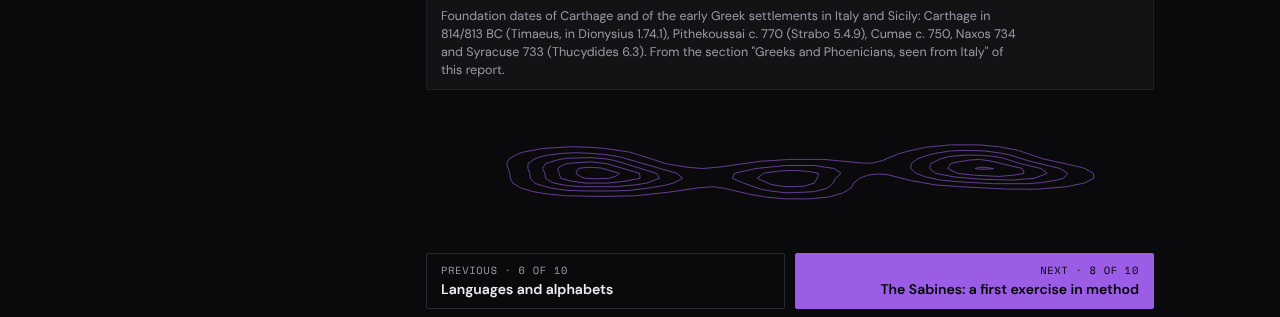 Foundation dates of Carthage and of the early Greek settlements in Italy and Sicily: Carthage in
814/813 BC (Timaeus, in Dionysius 1.74.1), Pithekoussai c. 770 (Strabo 5.4.9), Cumae c. 750, Naxos 734
and Syracuse 733 (Thucydides 6.3). From the section "Greeks and Phoenicians, seen from Italy" of
this report.
PREVIOUS · 6 OF 10
Languages and alphabets
NEXT · 8 OF 10
The Sabines: a first exercise in method